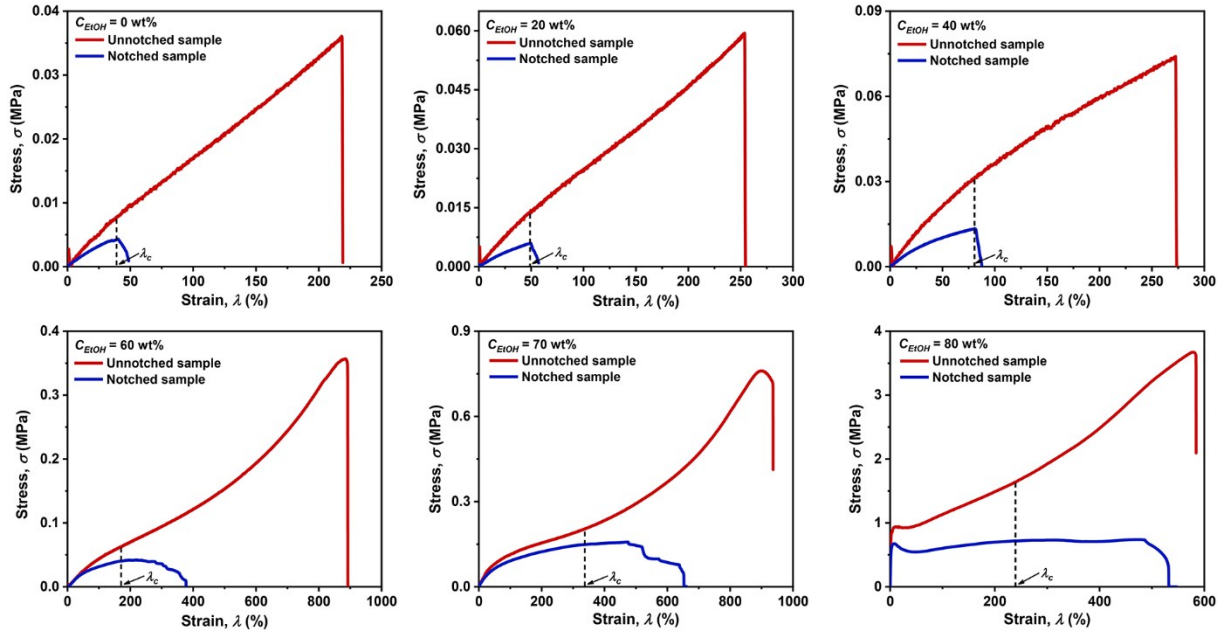 C_EtOH = 0 wt%
Unnotched sample
Notched sample
Stress, σ (MPa)
0.04
0.03
0.02
0.01
0.00
λc
0 50 100 150 200 250
Strain, λ (%)
C_EtOH = 20 wt%
Unnotched sample
Notched sample
Stress, σ (MPa)
0.060
0.045
0.030
0.015
0.000
λc
0 50 100 150 200 250 300
Strain, λ (%)
C_EtOH = 40 wt%
Unnotched sample
Notched sample
Stress, σ (MPa)
0.09
0.06
0.03
0.00
λc
0 50 100 150 200 250 300
Strain, λ (%)
C_EtOH = 60 wt%
Unnotched sample
Notched sample
Stress, σ (MPa)
0.4
0.3
0.2
0.1
0.0
λc
0 200 400 600 800 1000
Strain, λ (%)
C_EtOH = 70 wt%
Unnotched sample
Notched sample
Stress, σ (MPa)
0.9
0.6
0.3
0.0
λc
0 200 400 600 800 1000
Strain, λ (%)
C_EtOH = 80 wt%
Unnotched sample
Notched sample
Stress, σ (MPa)
4
3
2
1
0
λc
0 200 400 600
Strain, λ (%)